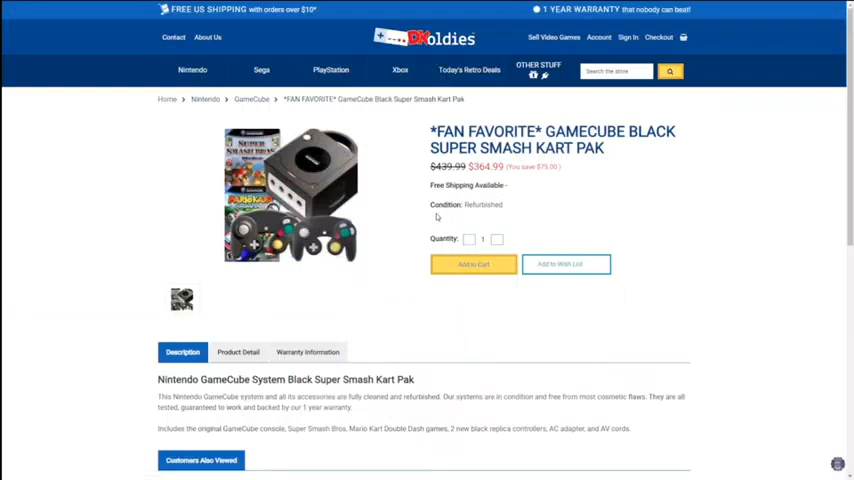 FREE US SHIPPING with orders over $10*
1 YEAR WARRANTY that nobody can beat!
Contact About Us
DKoldies
Sell Video Games Account Sign In Checkout
Nintendo Sega PlayStation Xbox Today's Retro Deals OTHER STUFF
Search the store
Home Nintendo GameCube *FAN FAVORITE* GameCube Black Super Smash Kart Pak
*FAN FAVORITE* GAMECUBE BLACK
SUPER SMASH KART PAK
$439.99 $364.99 (You save $75.00 )
Free Shipping Available -
Condition: Refurbished
Quantity: 1
Add to Cart Add to Wish List
SUPER
SMASH BROS
MARIO KART
Description Product Detail Warranty Information
Nintendo GameCube System Black Super Smash Kart Pak
This Nintendo GameCube system and all its accessories are fully cleaned and refurbished. Our systems are in condition and free from most cosmetic flaws. They are all
tested, guaranteed to work and backed by our 1 year warranty.
Includes the original GameCube console, Super Smash Bros, Mario Kart Double Dash games, 2 new black replica controllers, AC adapter, and AV cords.
Customers Also Viewed